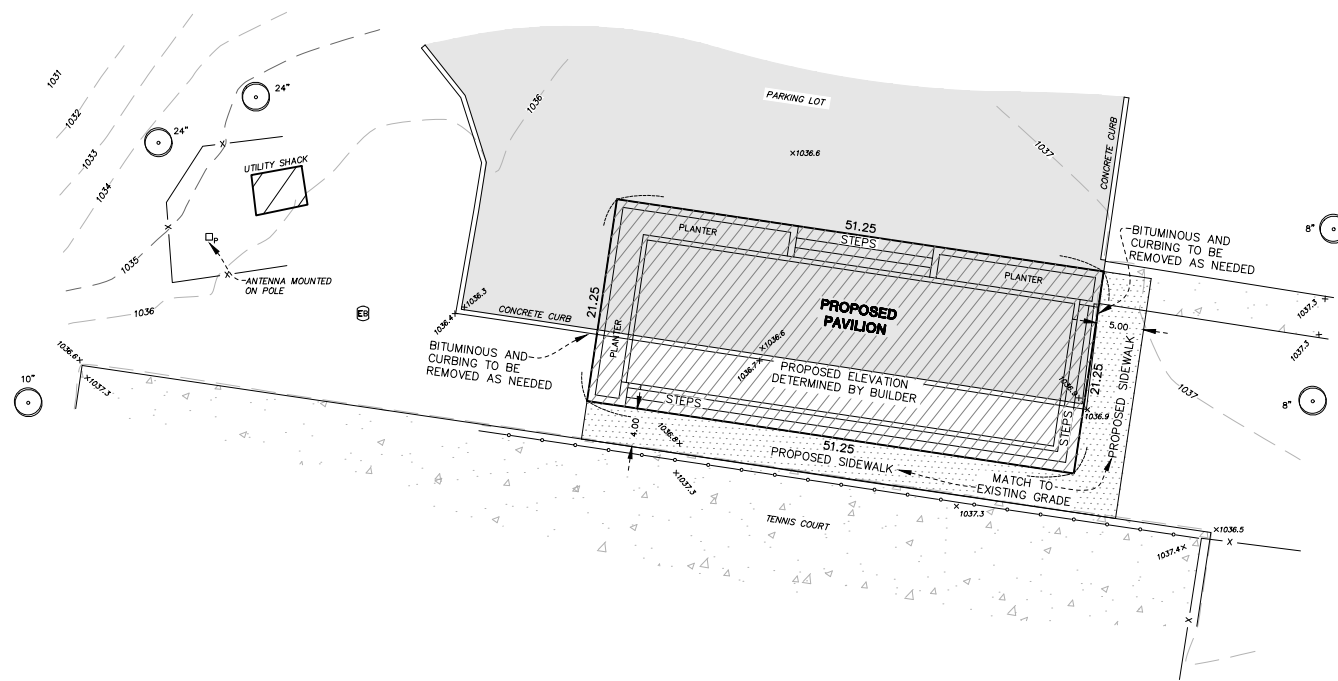 1031
1032
1033
1034
1035
1036
24"
24"
UTILITY SHACK
P
ANTENNA MOUNTED
ON POLE
EB
10"
×1036.6
×1037.3
1036
PARKING LOT
×1036.6
1037
CONCRETE CURB
8"
BITUMINOUS AND
CURBING TO BE
REMOVED AS NEEDED
51.25
STEPS
PLANTER
PLANTER
PLANTER
21.25
PROPOSED
PAVILION
×1036.3
1036.4×
CONCRETE CURB
BITUMINOUS AND
CURBING TO BE
REMOVED AS NEEDED
×1036.6
1036.7×
PROPOSED ELEVATION
DETERMINED BY BUILDER
1036.8×
×1036.9
5.00
21.25
PROPOSED SIDEWALK
1037.3
1037.3
1037
8"
STEPS
STEPS
4.00
1036.8×
51.25
PROPOSED SIDEWALK
MATCH TO
EXISTING GRADE
×1037.3
×1037.3
TENNIS COURT
×1036.5
1037.4×
X
X
X
X
X